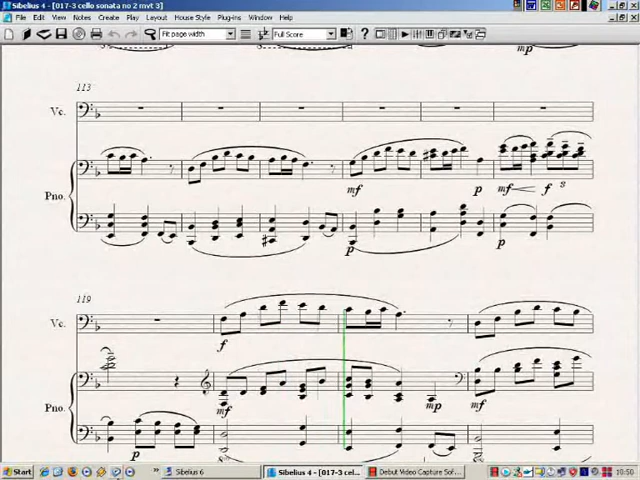 Sibelius 4 - [017-3 cello sonata no 2 mvt 3]
File Edit View Notes Create Play Layout House Style Plug-ins Window Help
Fit page width Full Score
mp
113
Vc.
Pno.
mf p mf f s
p p
119
Vc.
f
Pno.
mf mp mf
p
Start Sibelius 6 Sibelius 4 - [017-3 cel... Debut Video Capture Sof... 10:50